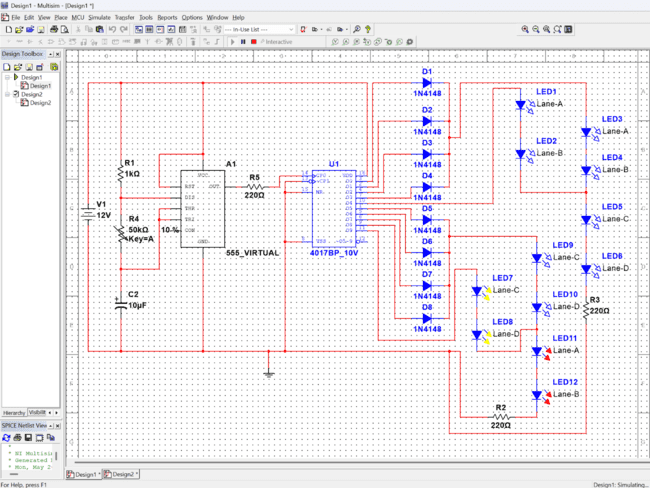 Design1 - Multisim - [Design1 *]
File Edit View Place MCU Simulate Transfer Tools Reports Options Window Help
--- In-Use List ---
Interactive
Design Toolbox
Design1
Design1
Design2
Design2
Hierarchy Visibilit
SPICE Netlist View
NI Multisim
Generated
Mon, May 2
V1
12V
R1
1kΩ
R4
50kΩ
Key=A
10 %
C2
10µF
A1
VCC
RST
OUT
DIS
THR
TRI
CON
GND
555_VIRTUAL
R5
220Ω
U1
4017BP_10V
D1
1N4148
D2
1N4148
D3
1N4148
D4
1N4148
D5
1N4148
D6
1N4148
D7
1N4148
D8
1N4148
LED1
Lane-A
LED2
Lane-B
LED3
Lane-A
LED4
Lane-B
LED5
Lane-C
LED6
Lane-D
LED7
Lane-C
LED8
Lane-D
LED9
Lane-C
LED10
Lane-D
LED11
Lane-A
LED12
Lane-B
R3
220Ω
R2
220Ω
Design1 * Design2 *
For Help, press F1
Design1: Simulating...